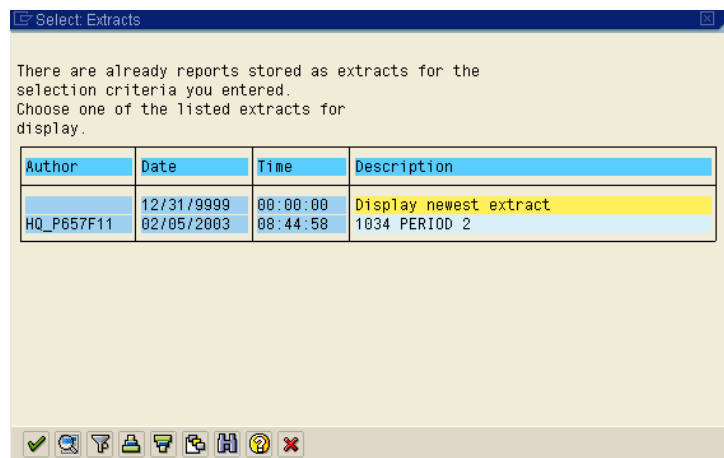 Select: Extracts
There are already reports stored as extracts for the
selection criteria you entered.
Choose one of the listed extracts for
display.
Author Date Time Description
12/31/9999 00:00:00 Display newest extract
HQ_P657F11 02/05/2003 08:44:58 1034 PERIOD 2